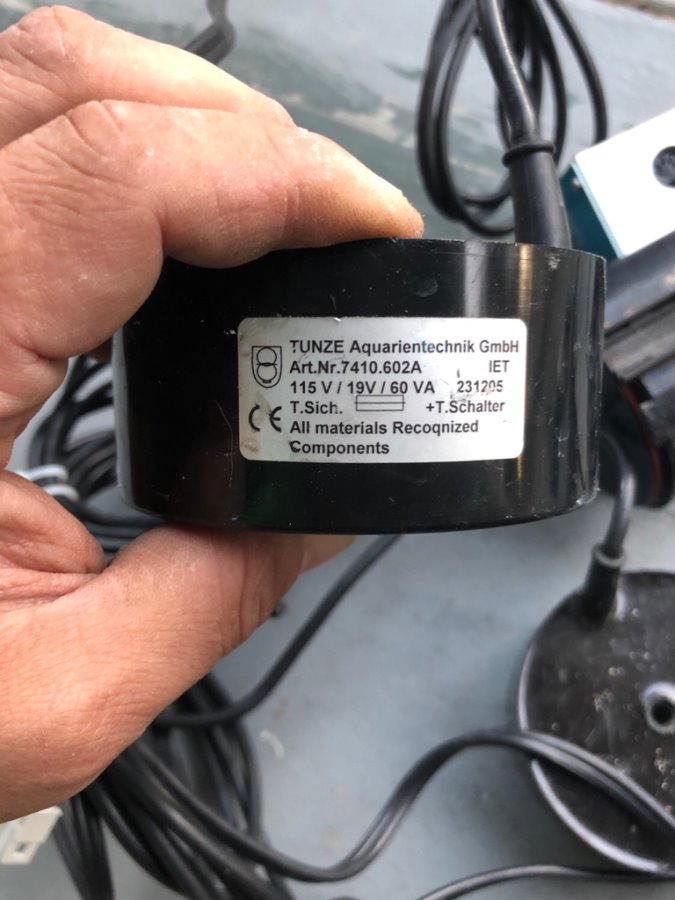 TUNZE Aquarientechnik GmbH
Art.Nr.7410.602A IET
115 V / 19V / 60 VA 231205
T.Sich. +T.Schalter
CE All materials Recoqnized
Components